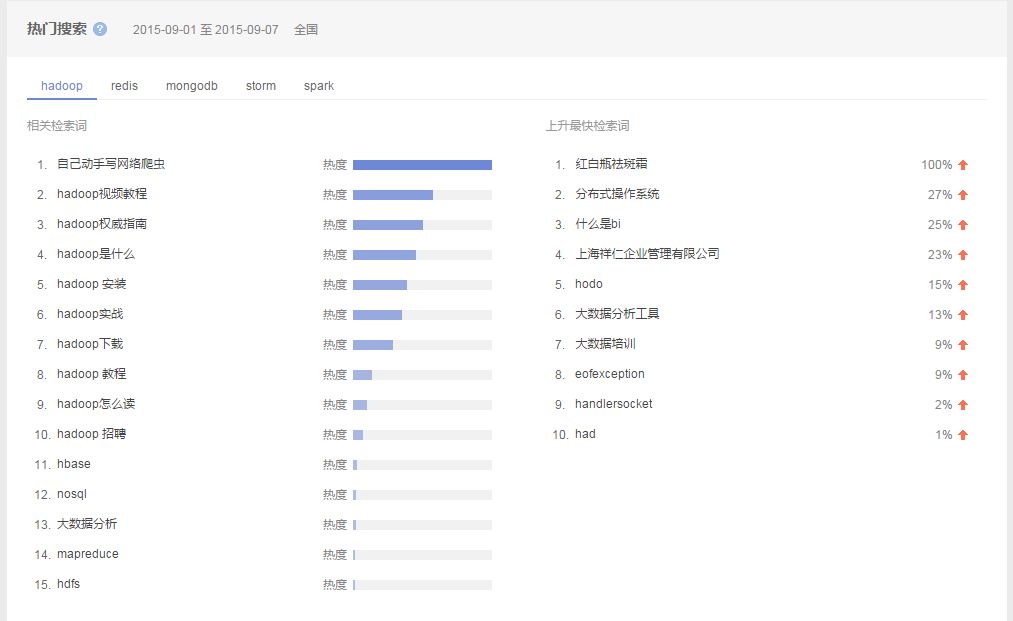 热门搜索 ? 2015-09-01 至 2015-09-07 全国
hadoop redis mongodb storm spark
相关检索词
1. 自己动手写网络爬虫 热度
2. hadoop视频教程 热度
3. hadoop权威指南 热度
4. hadoop是什么 热度
5. hadoop 安装 热度
6. hadoop实战 热度
7. hadoop下载 热度
8. hadoop 教程 热度
9. hadoop怎么读 热度
10. hadoop 招聘 热度
11. hbase 热度
12. nosql 热度
13. 大数据分析 热度
14. mapreduce 热度
15. hdfs 热度
上升最快检索词
1. 红白瓶祛斑霜 100%
2. 分布式操作系统 27%
3. 什么是bi 25%
4. 上海祥仁企业管理有限公司 23%
5. hodo 15%
6. 大数据分析工具 13%
7. 大数据培训 9%
8. eofexception 9%
9. handlersocket 2%
10. had 1%